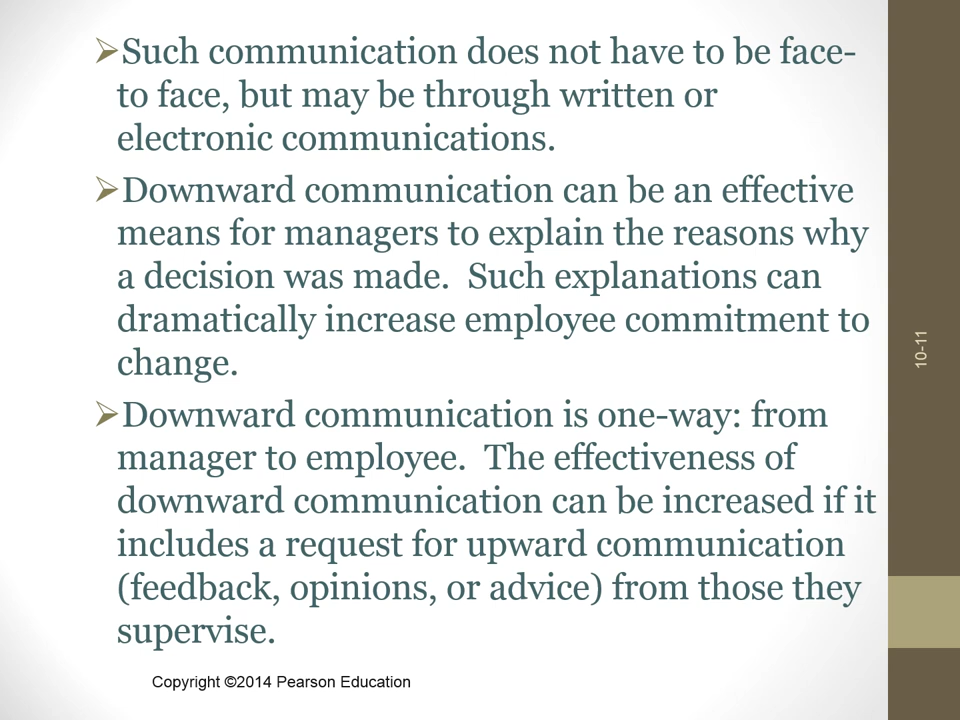 ➢Such communication does not have to be face-
to face, but may be through written or
electronic communications.
➢Downward communication can be an effective
means for managers to explain the reasons why
a decision was made.  Such explanations can
dramatically increase employee commitment to
change.
➢Downward communication is one-way: from
manager to employee.  The effectiveness of
downward communication can be increased if it
includes a request for upward communication
(feedback, opinions, or advice) from those they
supervise.
10-11
Copyright ©2014 Pearson Education